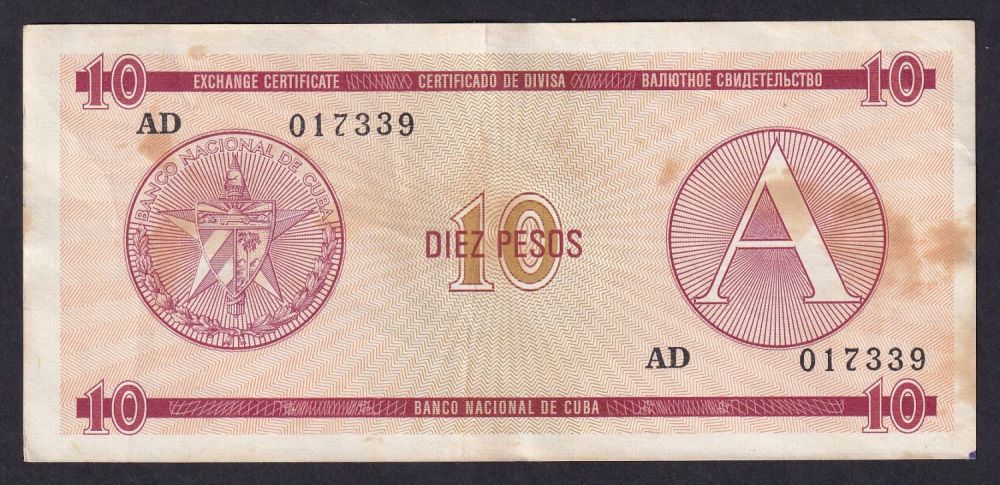 10 EXCHANGE CERTIFICATE CERTIFICADO DE DIVISA ВАЛЮТНОЕ СВИДЕТЕЛЬСТВО 10
AD 017339
BANCO NACIONAL DE CUBA
10
DIEZ PESOS
A
AD 017339
10 BANCO NACIONAL DE CUBA 10